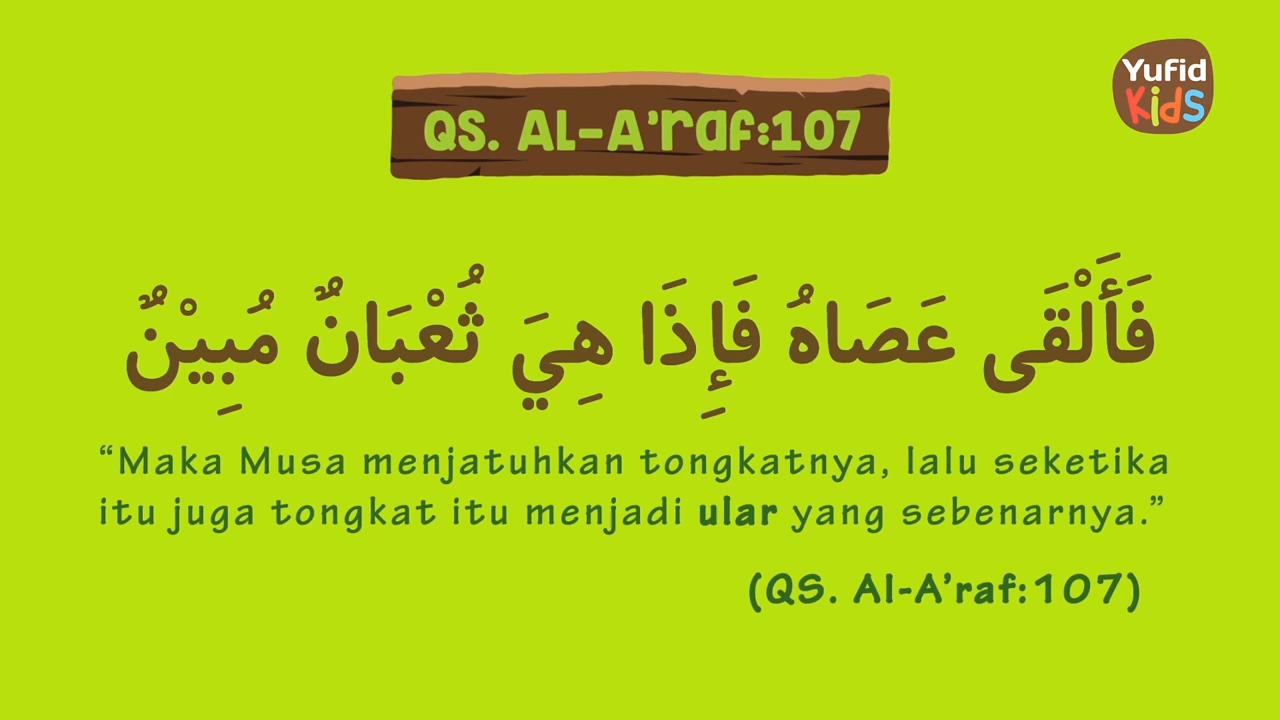 Yufid
Kids
QS. AL-A'raf:107
فَأَلْقَى عَصَاهُ فَإِذَا هِيَ ثُعْبَانٌ مُبِيْنٌ
“Maka Musa menjatuhkan tongkatnya, lalu seketika
itu juga tongkat itu menjadi ular yang sebenarnya.”
(QS. Al-A’raf:107)